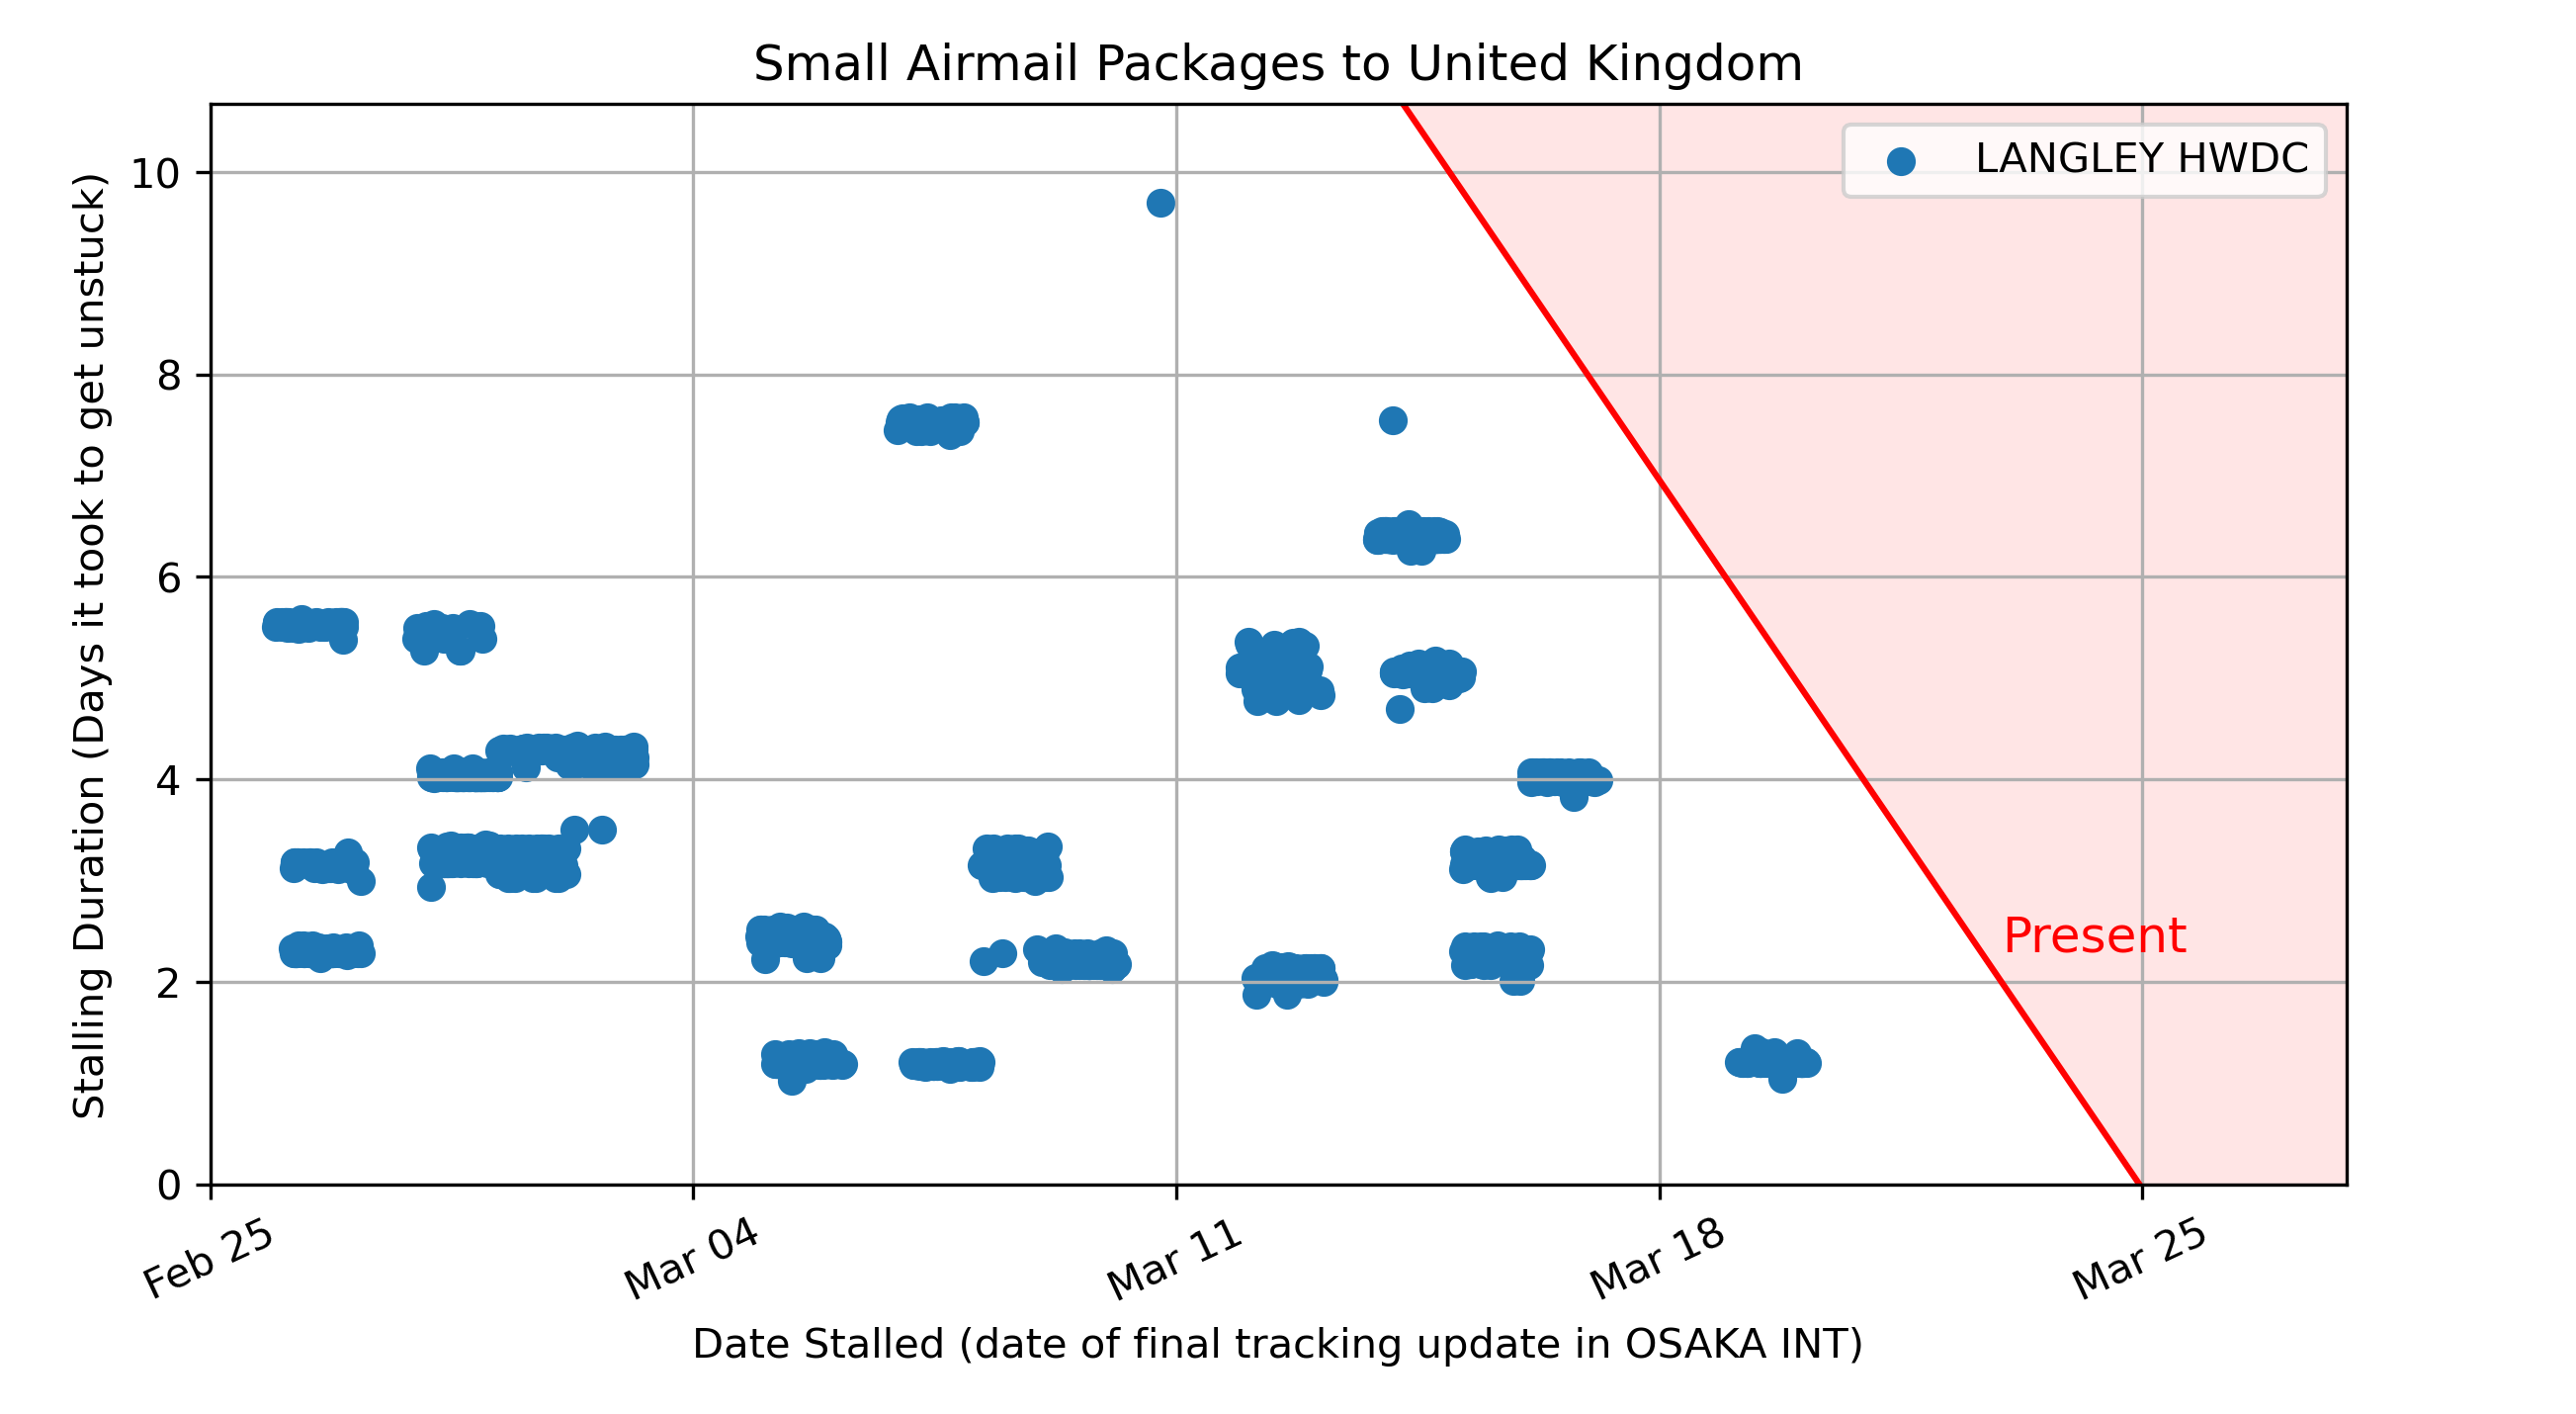 Small Airmail Packages to United Kingdom
LANGLEY HWDC
Stalling Duration (Days it took to get unstuck)
10
8
6
4
2
0
Present
Feb 25
Mar 04
Mar 11
Mar 18
Mar 25
Date Stalled (date of final tracking update in OSAKA INT)